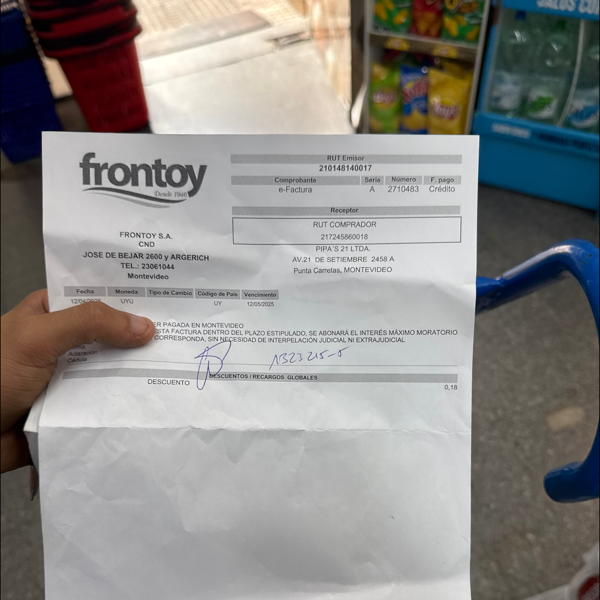 frontoy
Desde 1946
RUT Emisor
210148140017
Comprobante Serie Número F. pago
e-Factura A 2710483 Crédito
Receptor
RUT COMPRADOR
217245860018
FRONTOY S.A.
CND
JOSE DE BEJAR 2600 y ARGERICH
TEL.: 23061044
Montevideo
PIPA'S 21 LTDA.
AV.21 DE SETIEMBRE 2458 A
Punta Carretas, MONTEVIDEO
Fecha Moneda Tipo de Cambio Código de País Vencimiento
UYU UY 12/05/2025
ER PAGADA EN MONTEVIDEO
ESTA FACTURA DENTRO DEL PLAZO ESTIPULADO, SE ABONARÁ EL INTERÉS MÁXIMO MORATORIO
CORRESPONDA, SIN NECESIDAD DE INTERPELACIÓN JUDICIAL NI EXTRAJUDICIAL
Cédula
DESCUENTOS / RECARGOS GLOBALES
DESCUENTO 0,18